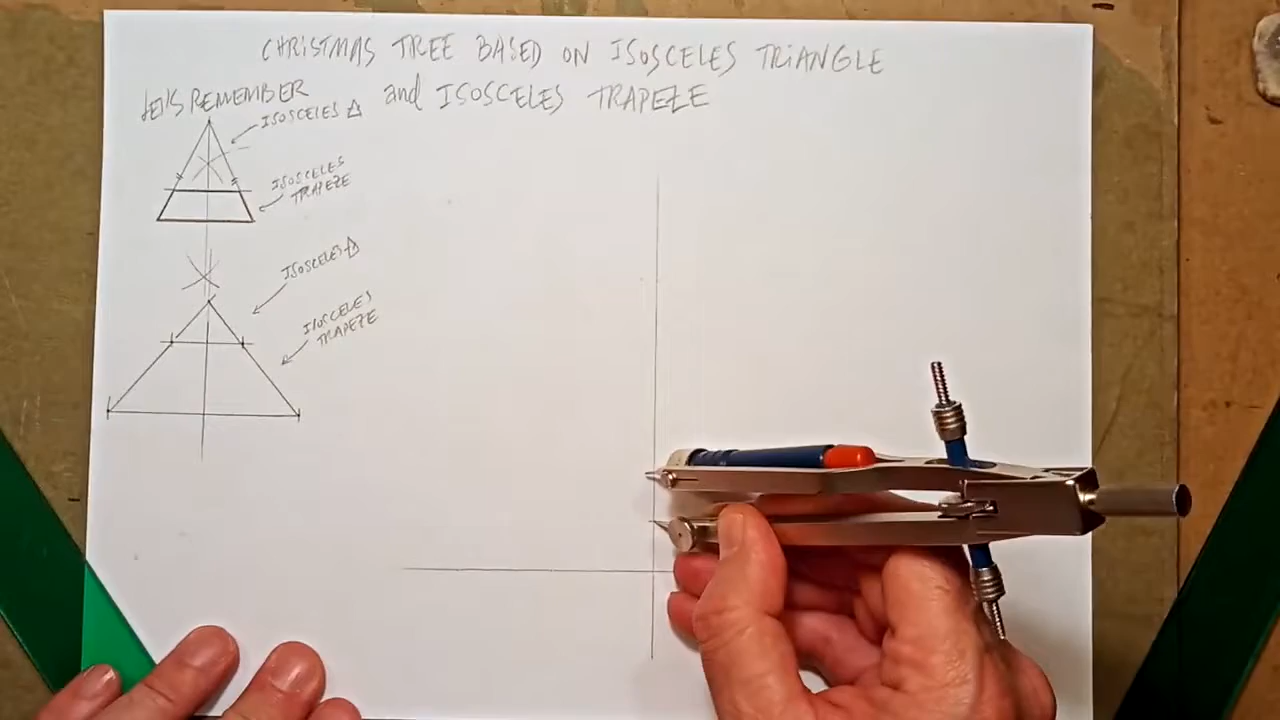 CHRISTMAS TREE BASED ON ISOSCELES TRIANGLE
and ISOSCELES TRAPEZE
LET'S REMEMBER
ISOSCELES △
ISOSCELES
TRAPEZE
ISOSCELES △
ISOSCELES
TRAPEZE